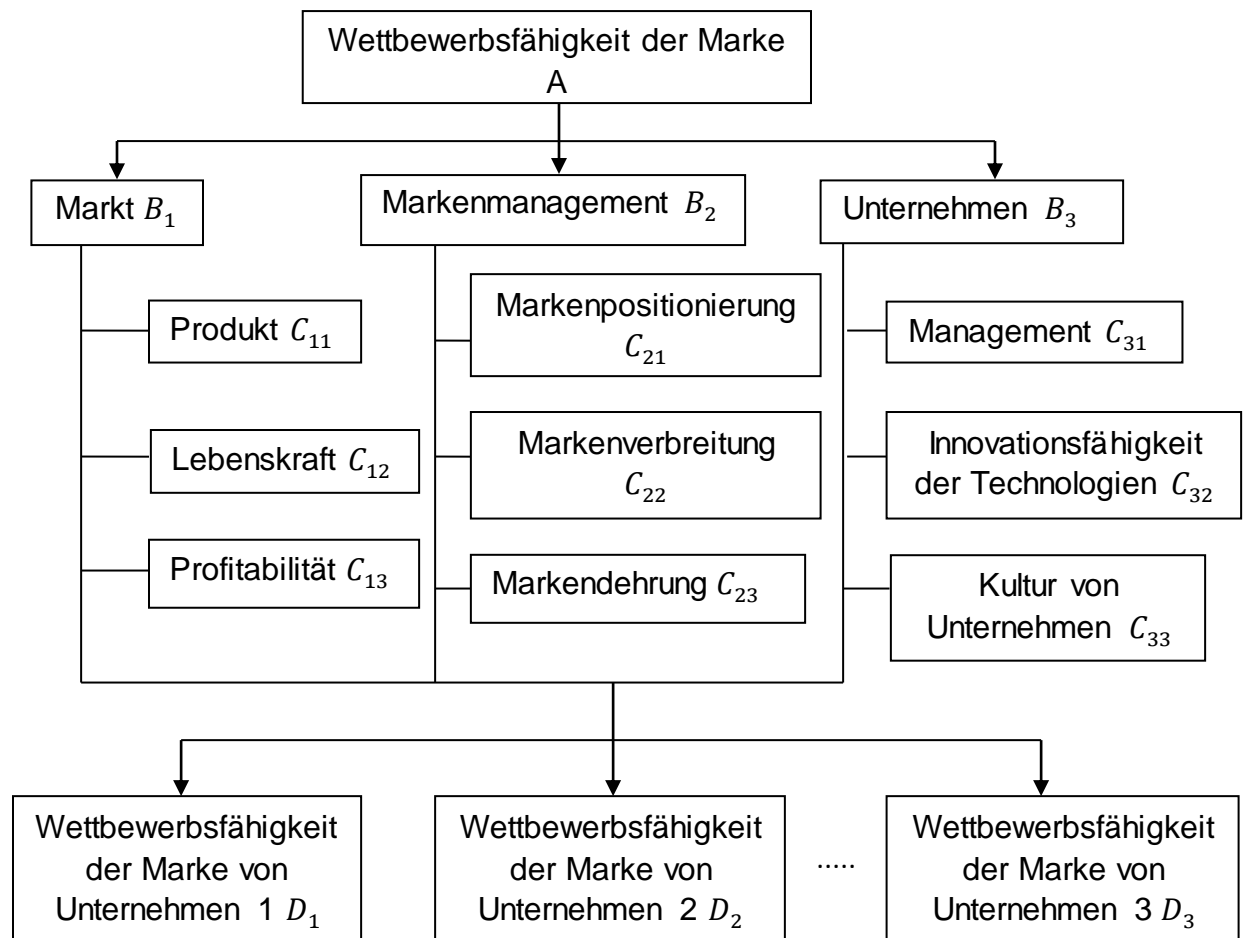 Wettbewerbsfähigkeit der Marke
A
Markt B₁
Markenmanagement B₂
Unternehmen B₃
Produkt C₁₁
Lebenskraft C₁₂
Profitabilität C₁₃
Markenpositionierung
C₂₁
Markenverbreitung
C₂₂
Markendehrung C₂₃
Management C₃₁
Innovationsfähigkeit
der Technologien C₃₂
Kultur von
Unternehmen C₃₃
Wettbewerbsfähigkeit
der Marke von
Unternehmen 1 D₁
Wettbewerbsfähigkeit
der Marke von
Unternehmen 2 D₂
.....
Wettbewerbsfähigkeit
der Marke von
Unternehmen 3 D₃